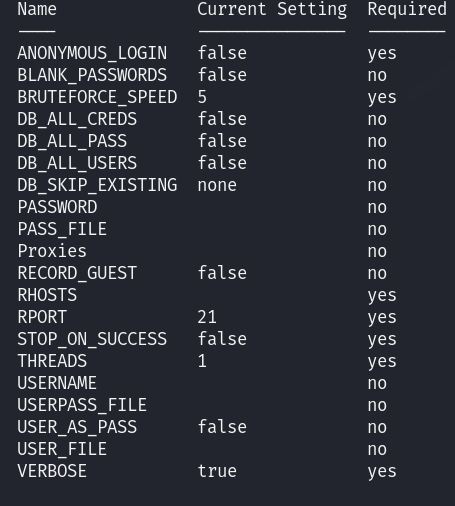 Name Current Setting Required
---- --------------- --------
ANONYMOUS_LOGIN false yes
BLANK_PASSWORDS false no
BRUTEFORCE_SPEED 5 yes
DB_ALL_CREDS false no
DB_ALL_PASS false no
DB_ALL_USERS false no
DB_SKIP_EXISTING none no
PASSWORD no
PASS_FILE no
Proxies no
RECORD_GUEST false no
RHOSTS yes
RPORT 21 yes
STOP_ON_SUCCESS false yes
THREADS 1 yes
USERNAME no
USERPASS_FILE no
USER_AS_PASS false no
USER_FILE no
VERBOSE true yes